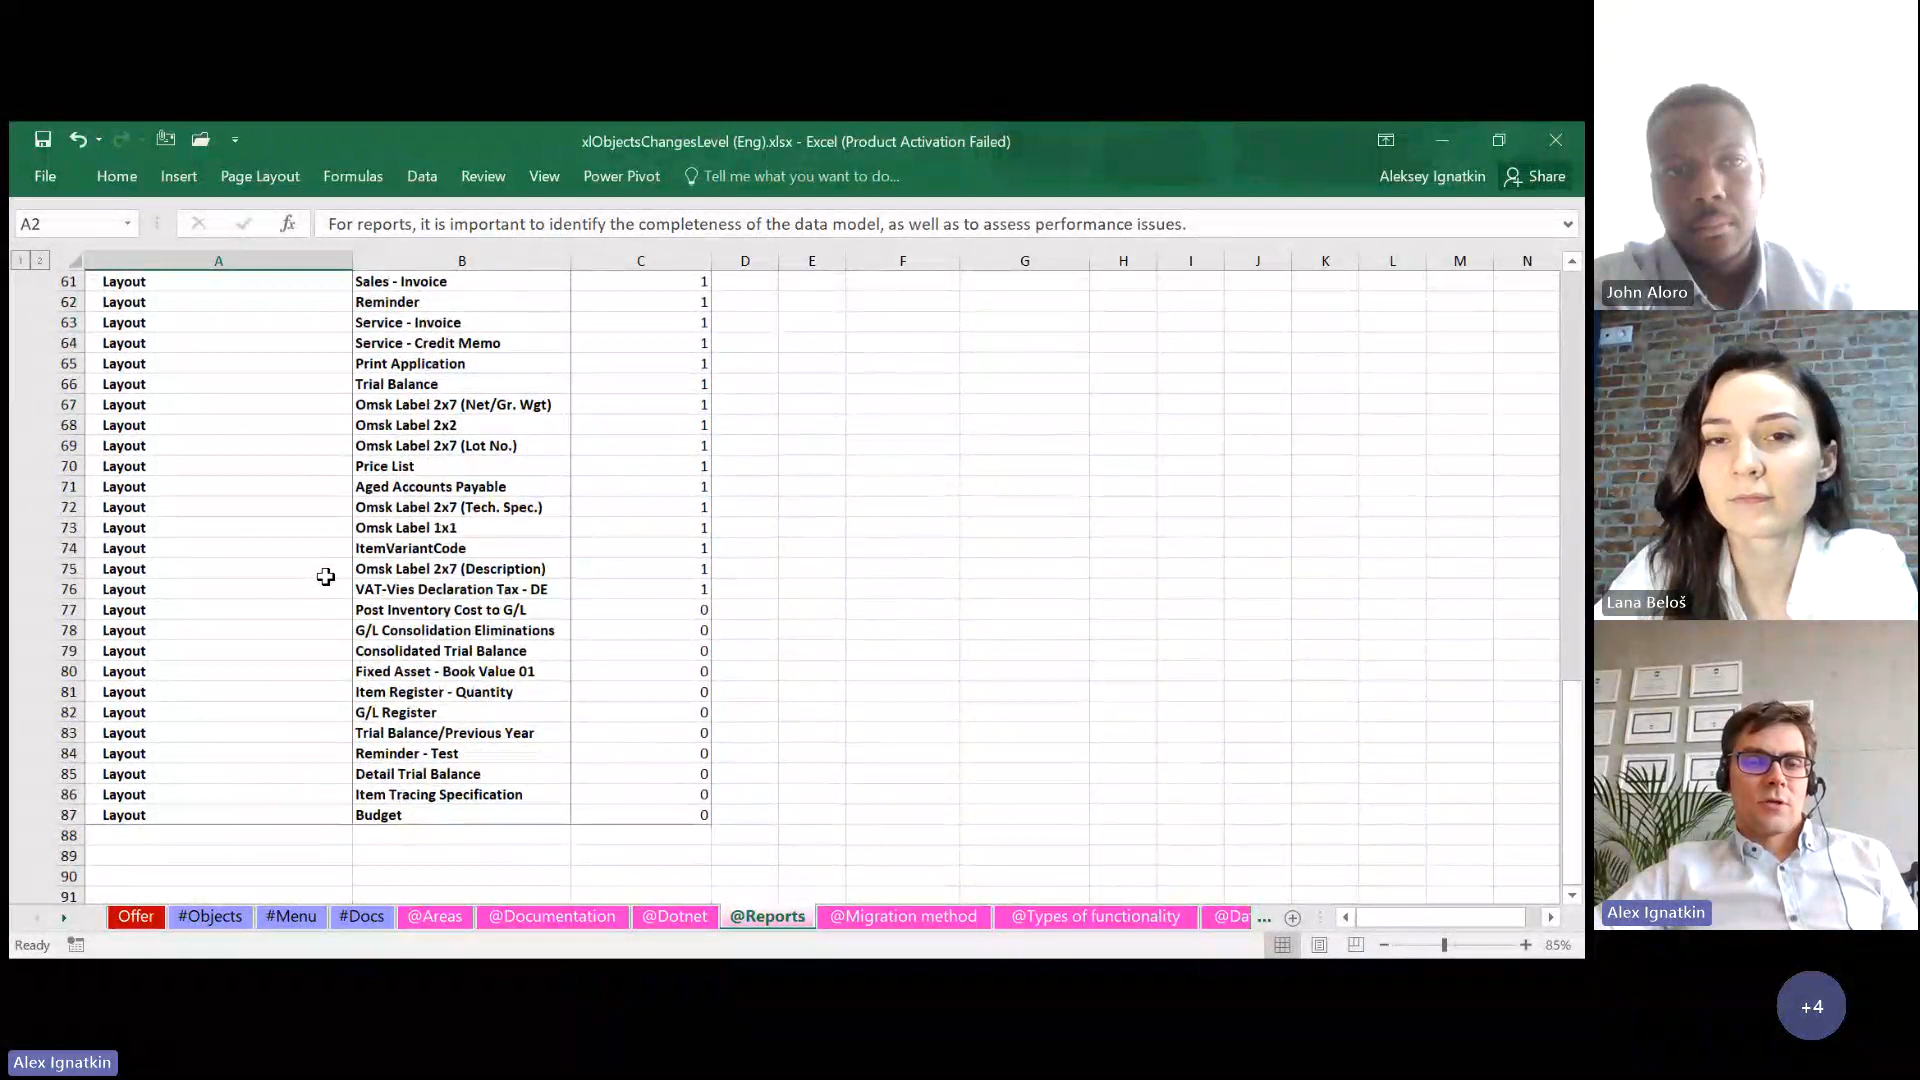 xlObjectsChangesLevel (Eng).xlsx - Excel (Product Activation Failed)
File Home Insert Page Layout Formulas Data Review View Power Pivot Tell me what you want to do... Aleksey Ignatkin Share
A2 fx For reports, it is important to identify the completeness of the data model, as well as to assess performance issues.
1 2 A B C D E F G H I J K L M N
61 Layout Sales - Invoice 1
62 Layout Reminder 1
63 Layout Service - Invoice 1
64 Layout Service - Credit Memo 1
65 Layout Print Application 1
66 Layout Trial Balance 1
67 Layout Omsk Label 2x7 (Net/Gr. Wgt) 1
68 Layout Omsk Label 2x2 1
69 Layout Omsk Label 2x7 (Lot No.) 1
70 Layout Price List 1
71 Layout Aged Accounts Payable 1
72 Layout Omsk Label 2x7 (Tech. Spec.) 1
73 Layout Omsk Label 1x1 1
74 Layout ItemVariantCode 1
75 Layout Omsk Label 2x7 (Description) 1
76 Layout VAT-Vies Declaration Tax - DE 1
77 Layout Post Inventory Cost to G/L 0
78 Layout G/L Consolidation Eliminations 0
79 Layout Consolidated Trial Balance 0
80 Layout Fixed Asset - Book Value 01 0
81 Layout Item Register - Quantity 0
82 Layout G/L Register 0
83 Layout Trial Balance/Previous Year 0
84 Layout Reminder - Test 0
85 Layout Detail Trial Balance 0
86 Layout Item Tracing Specification 0
87 Layout Budget 0
88
89
90
91
Offer #Objects #Menu #Docs @Areas @Documentation @Dotnet @Reports @Migration method @Types of functionality @Da ...
Ready 85%
John Aloro
Lana Beloš
Alex Ignatkin
+4
Alex Ignatkin